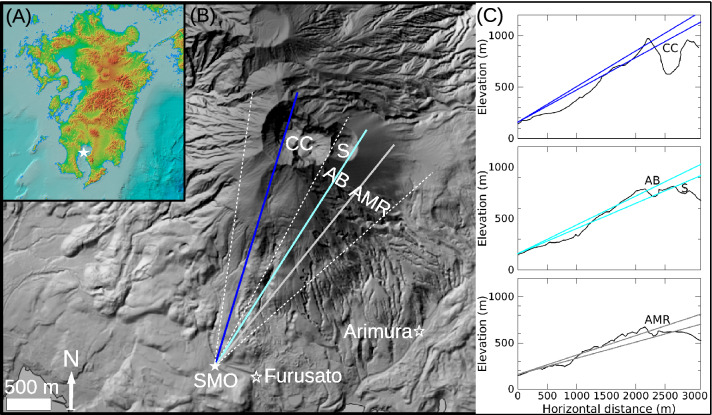 (A)
(B)
(C)
CC
S
AB
AMR
Arimura
SMO
Furusato
N
500 m
Elevation (m)
1000
500
0
CC
Elevation (m)
1000
500
0
AB
S
Elevation (m)
1000
500
0
AMR
0 500 1000 1500 2000 2500 3000
Horizontal distance (m)